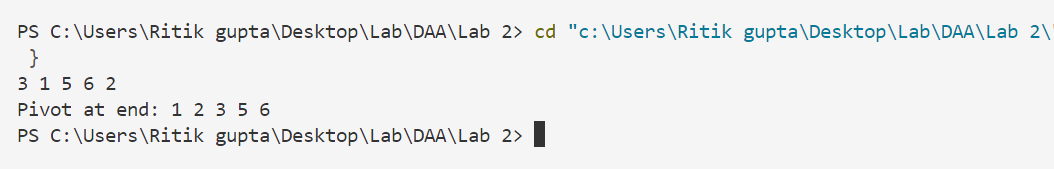 PS C:\Users\Ritik gupta\Desktop\Lab\DAA\Lab 2> cd "c:\Users\Ritik gupta\Desktop\Lab\DAA\Lab 2\"
 }
3 1 5 6 2
Pivot at end: 1 2 3 5 6
PS C:\Users\Ritik gupta\Desktop\Lab\DAA\Lab 2>